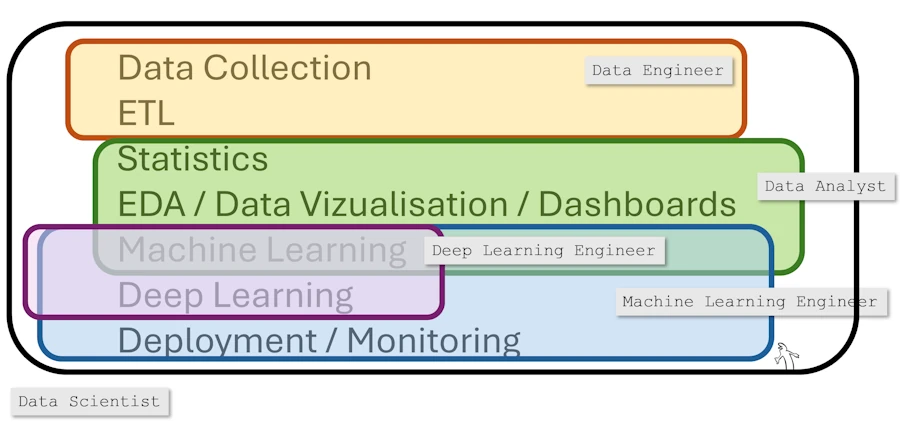 Data Collection
Data Engineer
ETL
Statistics
Data Analyst
EDA / Data Vizualisation / Dashboards
Machine Learning
Deep Learning Engineer
Deep Learning
Machine Learning Engineer
Deployment / Monitoring
Data Scientist